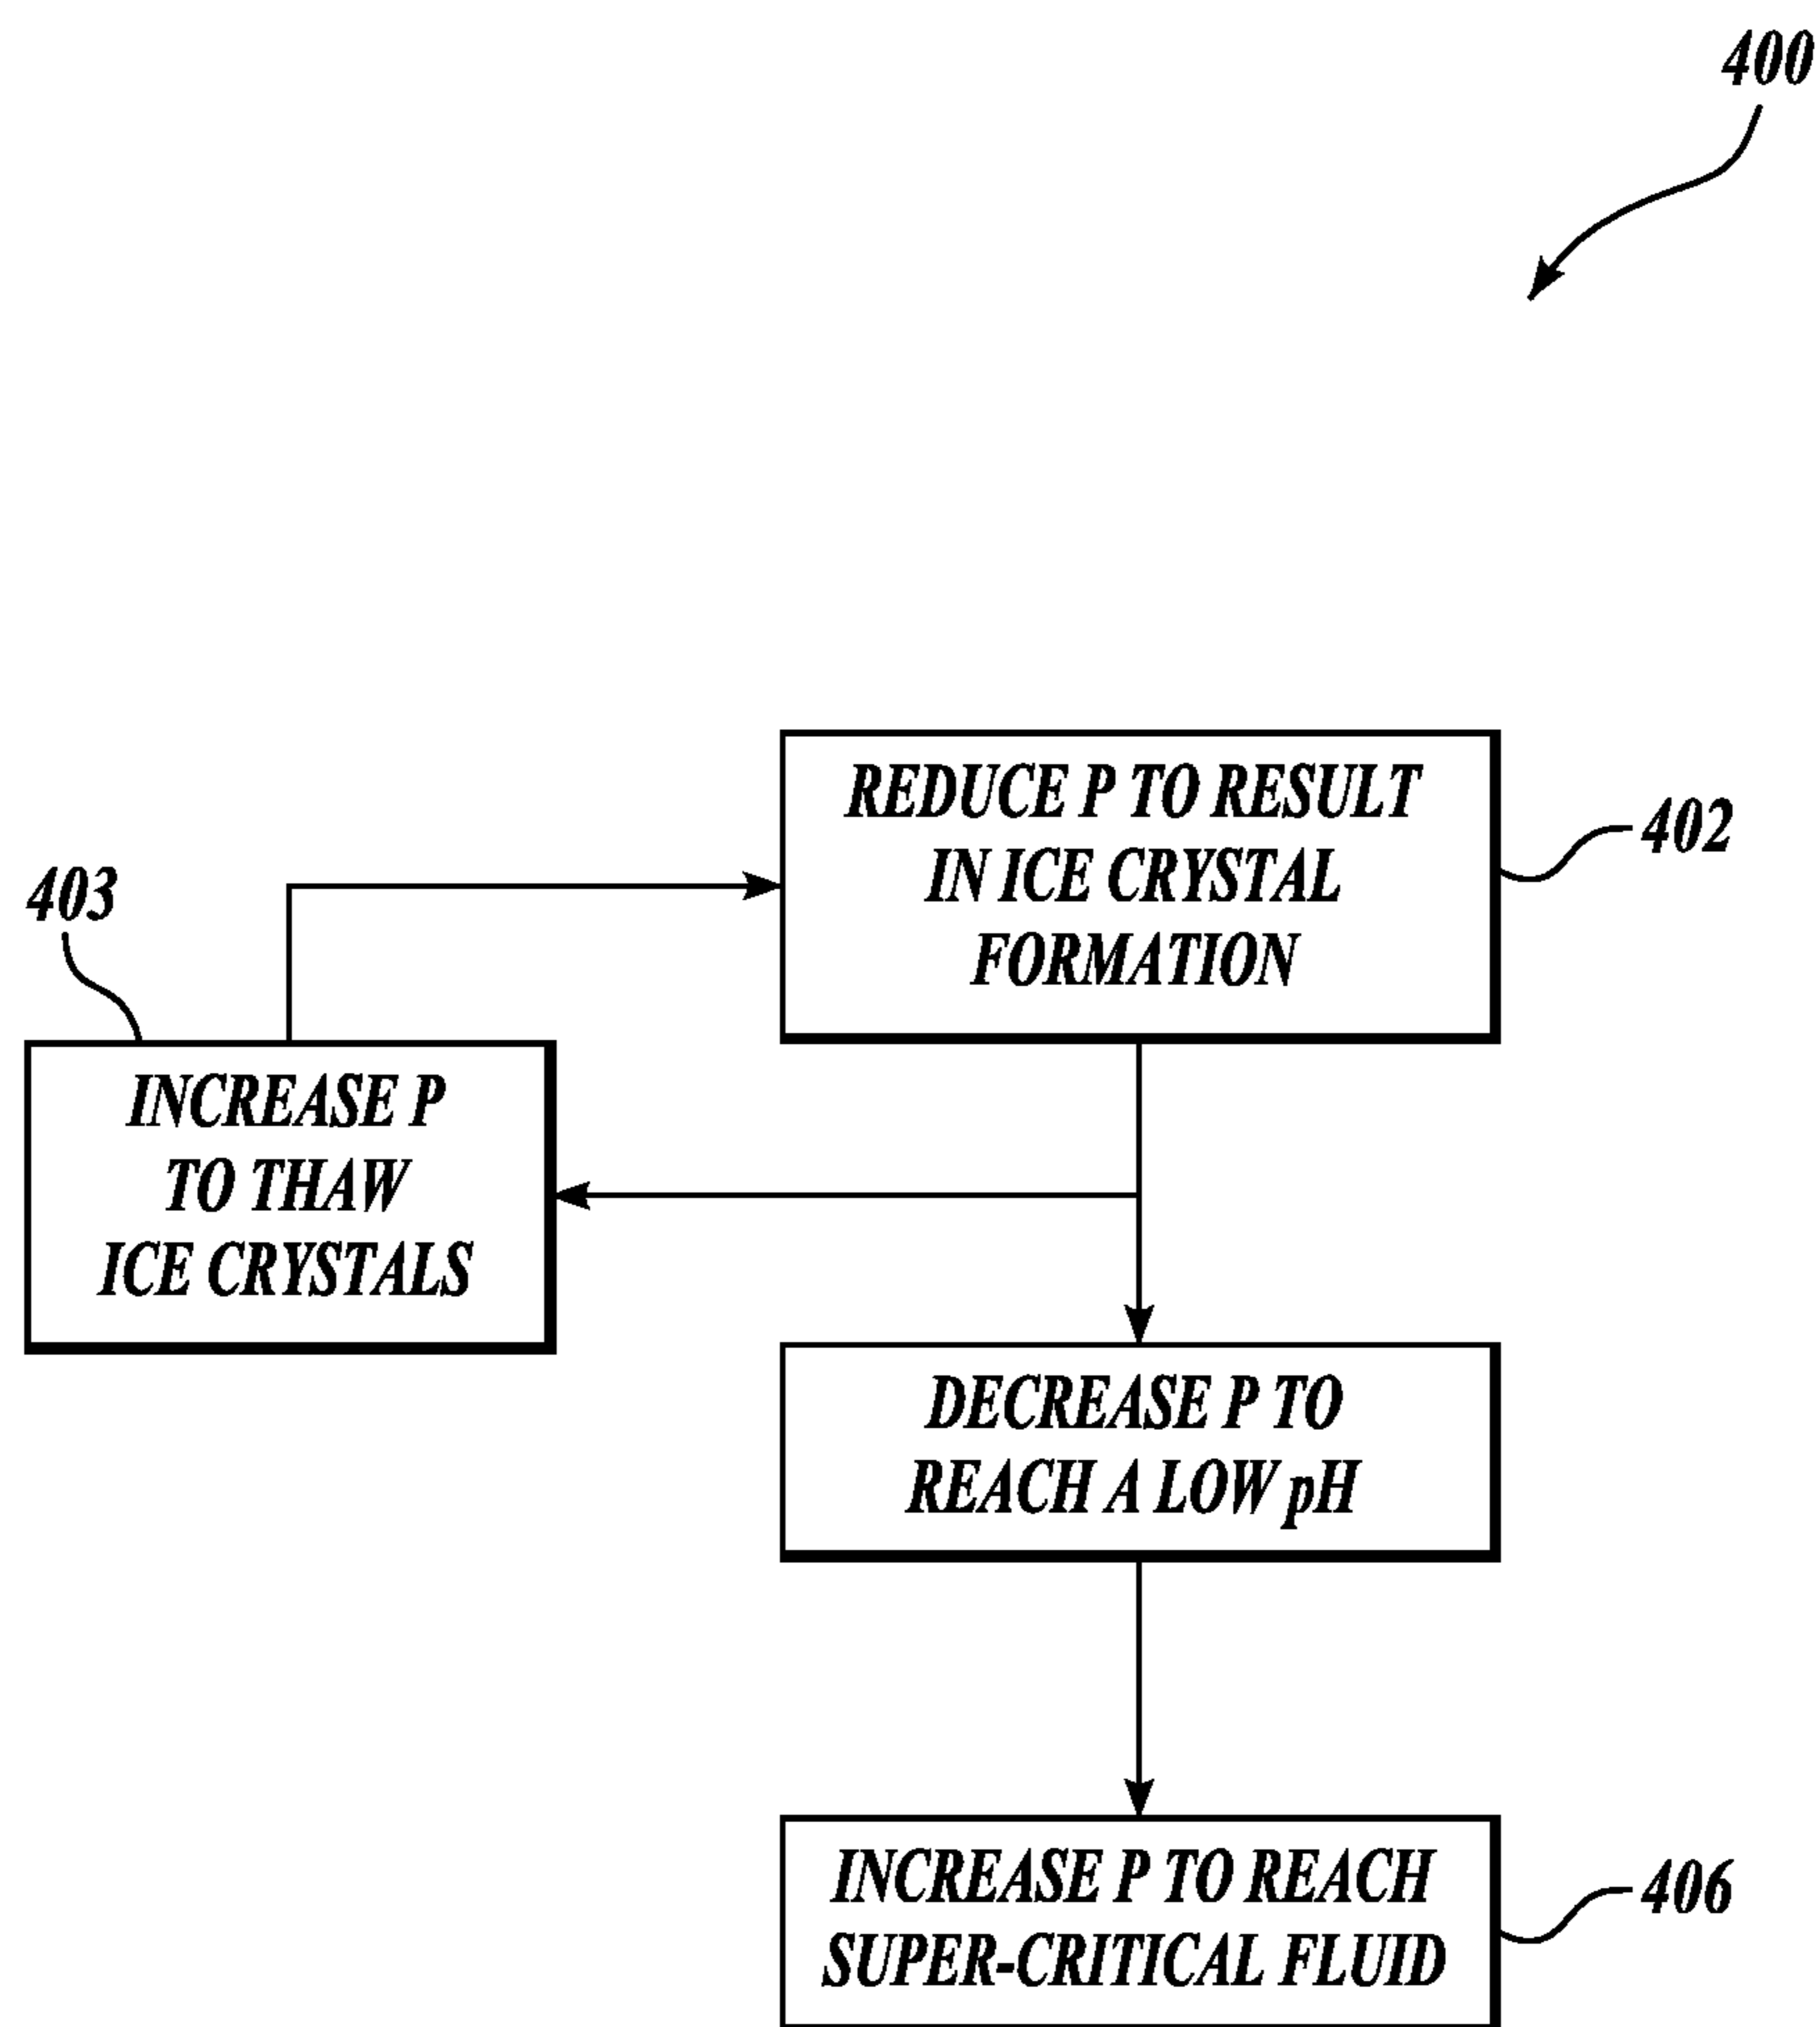 400
REDUCE P TO RESULT
IN ICE CRYSTAL
FORMATION
402
403
INCREASE P
TO THAW
ICE CRYSTALS
DECREASE P TO
REACH A LOW pH
INCREASE P TO REACH
SUPER-CRITICAL FLUID
406